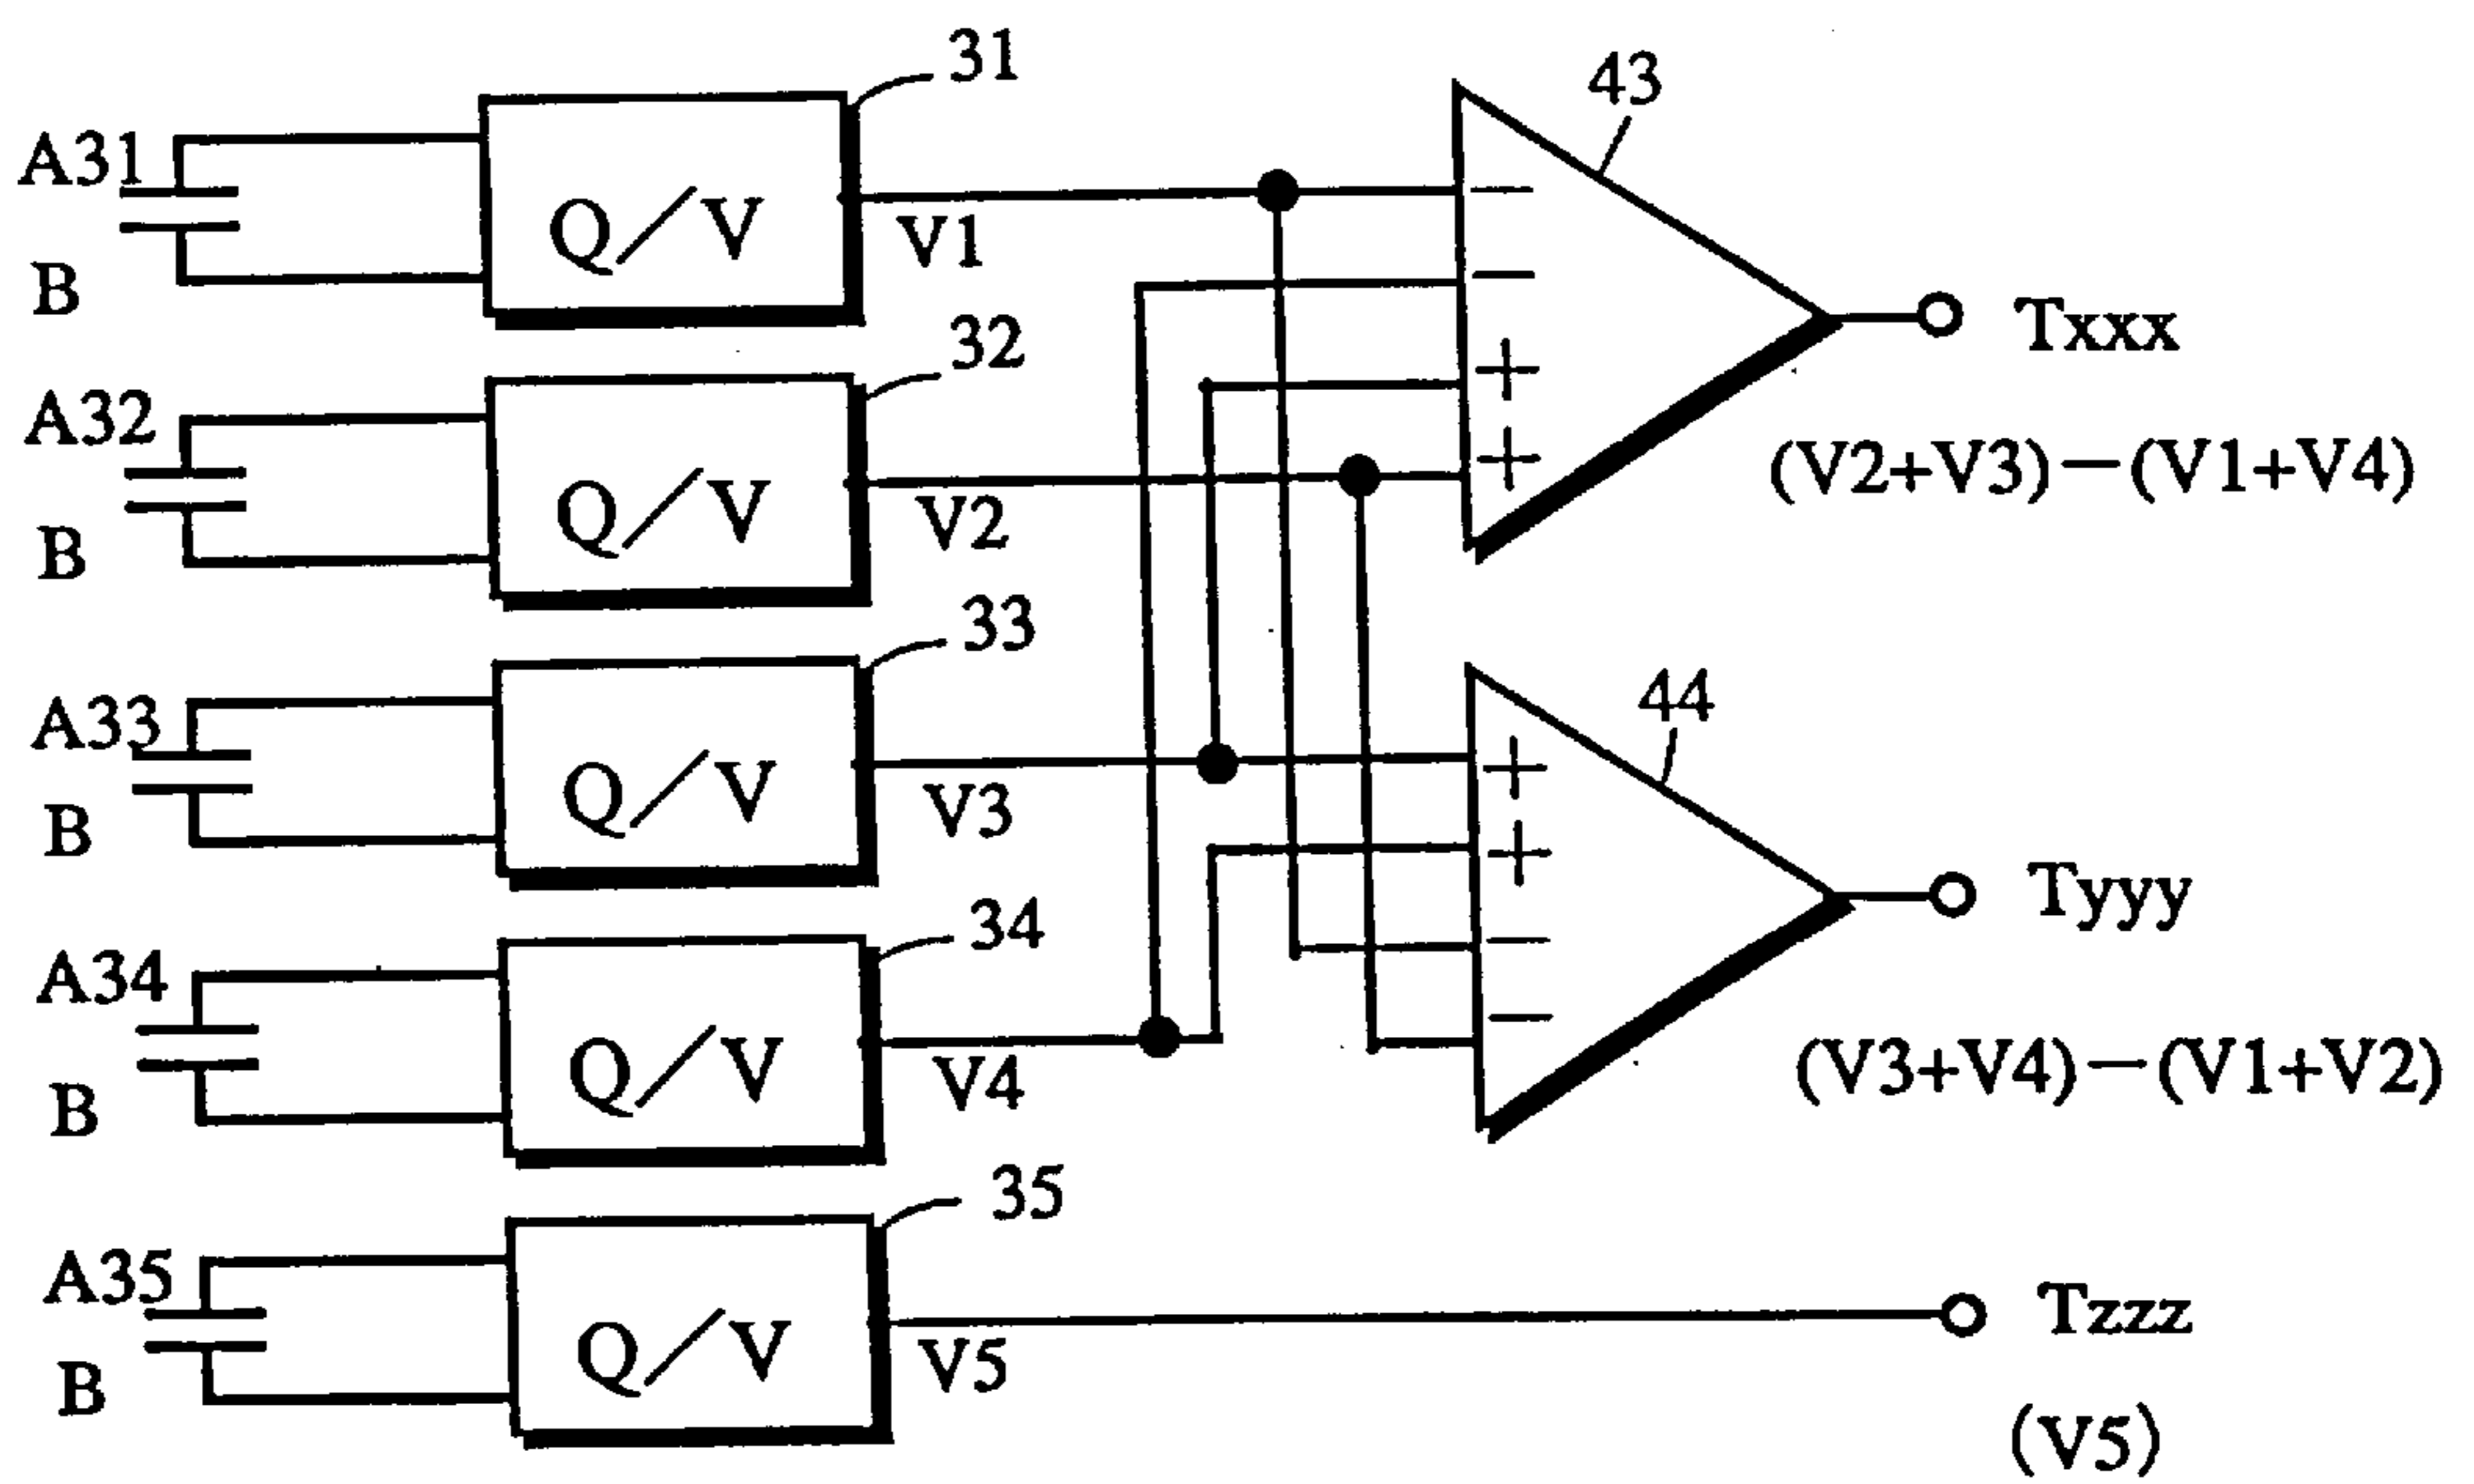 31
43
A31
Q/V
V1
B
−
−
+
+
Txxx
(V2+V3)−(V1+V4)
32
A32
Q/V
V2
B
33
44
A33
Q/V
V3
B
+
+
−
−
Tyyy
(V3+V4)−(V1+V2)
34
A34
Q/V
V4
B
35
A35
Q/V
V5
B
Tzzz
(V5)